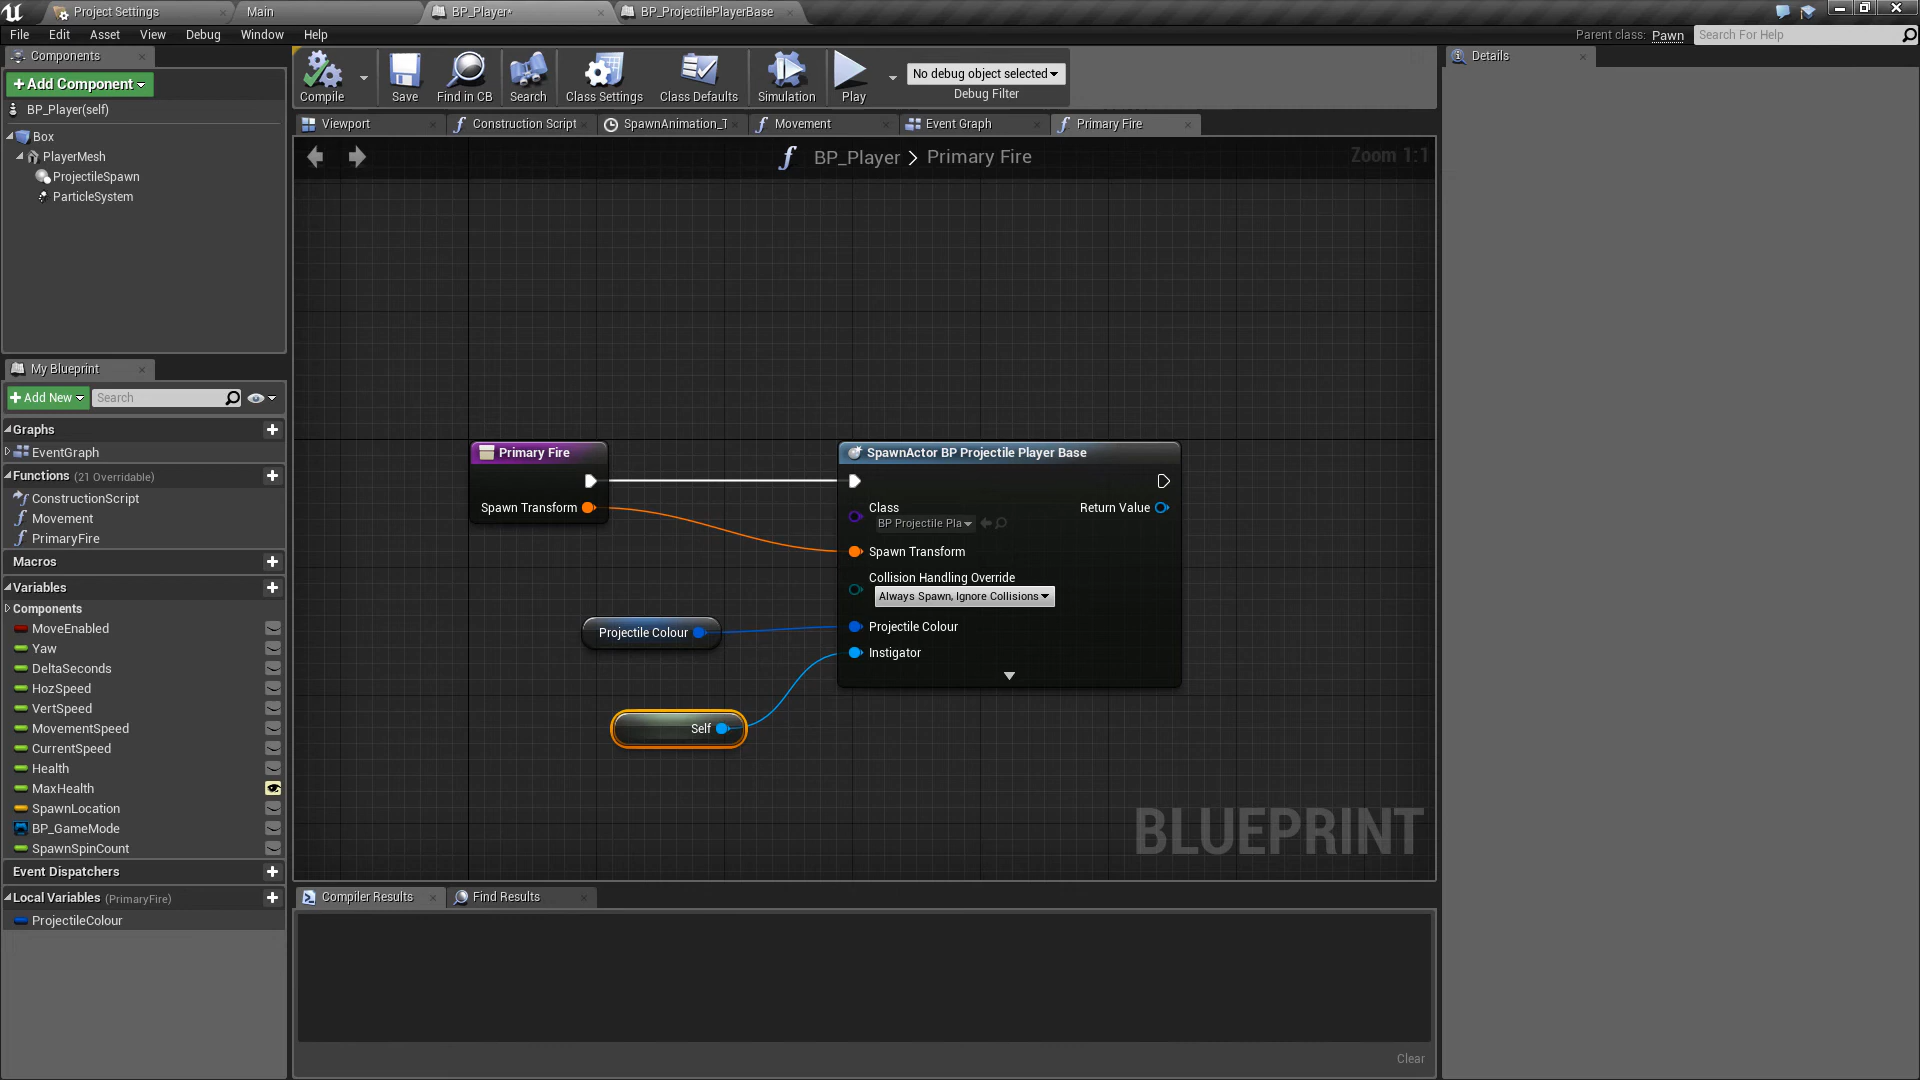 Project Settings
Main
BP_Player*
BP_ProjectilePlayerBase
File Edit Asset View Debug Window Help
Parent class: Pawn
Search For Help
Components
+Add Component
BP_Player(self)
Box
PlayerMesh
ProjectileSpawn
ParticleSystem
Compile
Save
Find in CB
Search
Class Settings
Class Defaults
Simulation
Play
No debug object selected
Debug Filter
Details
Viewport
Construction Script
SpawnAnimation_T
Movement
Event Graph
Primary Fire
BP_Player > Primary Fire
Zoom 1:1
My Blueprint
+Add New
Search
Graphs
EventGraph
Functions (21 Overridable)
ConstructionScript
Movement
PrimaryFire
Macros
Variables
Components
MoveEnabled
Yaw
DeltaSeconds
HozSpeed
VertSpeed
MovementSpeed
CurrentSpeed
Health
MaxHealth
SpawnLocation
BP_GameMode
SpawnSpinCount
Event Dispatchers
Local Variables (PrimaryFire)
ProjectileColour
Primary Fire
Spawn Transform
SpawnActor BP Projectile Player Base
Class
BP Projectile Pla
Return Value
Spawn Transform
Collision Handling Override
Always Spawn, Ignore Collisions
Projectile Colour
Projectile Colour
Instigator
Self
BLUEPRINT
Compiler Results
Find Results
Clear